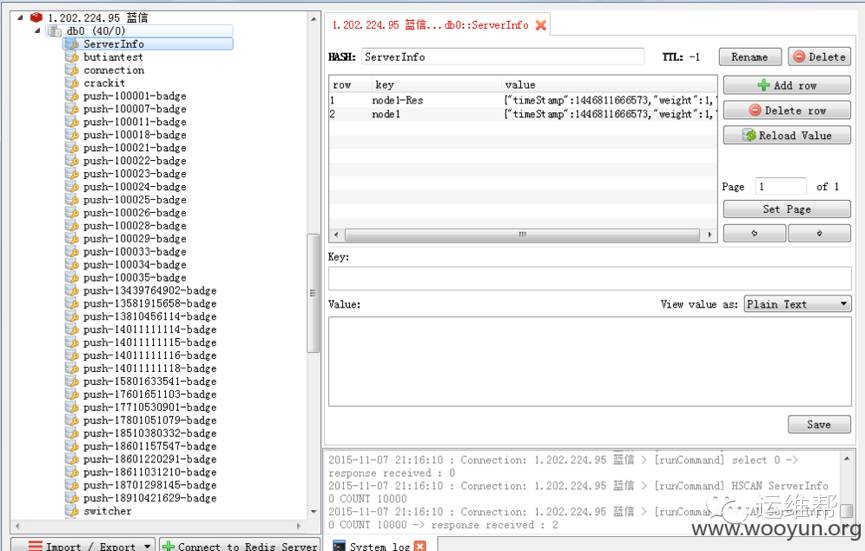 1.202.224.95 蓝信
db0 (40/0)
ServerInfo
butiantest
connection
crackit
push-100001-badge
push-100007-badge
push-100011-badge
push-100018-badge
push-100021-badge
push-100022-badge
push-100023-badge
push-100024-badge
push-100025-badge
push-100026-badge
push-100028-badge
push-100029-badge
push-100033-badge
push-100034-badge
push-100035-badge
push-13439764902-badge
push-13581915658-badge
push-13810456114-badge
push-14011111114-badge
push-14011111115-badge
push-14011111116-badge
push-14011111118-badge
push-15801633541-badge
push-17601651103-badge
push-17710530901-badge
push-17801051079-badge
push-18510380332-badge
push-18601157547-badge
push-18601220291-badge
push-18611031210-badge
push-18701298145-badge
push-18910421629-badge
switcher
Import / Export
Connect to Redis Server
1.202.224.95 蓝信...db0::ServerInfo
HASH: ServerInfo TTL: -1 Rename Delete
row key value
1 node1-Res {"timeStamp":1446811666573,"weight":1,
2 node1 {"timeStamp":1446811666573,"weight":1,
Add row
Delete row
Reload Value
Page 1 of 1
Set Page
Key:
Value: View value as: Plain Text
Save
2015-11-07 21:16:10 : Connection: 1.202.224.95 蓝信 > [runCommand] select 0 ->
response received : 0
2015-11-07 21:16:10 : Connection: 1.202.224.95 蓝信 > [runCommand] HSCAN ServerInfo
0 COUNT 10000
2015-11-07 21:16:10 : Connection: 1.202.224.95 蓝信 >
0 COUNT 10000 -> response received : 2
运维帮
www.wooyun.org
System log